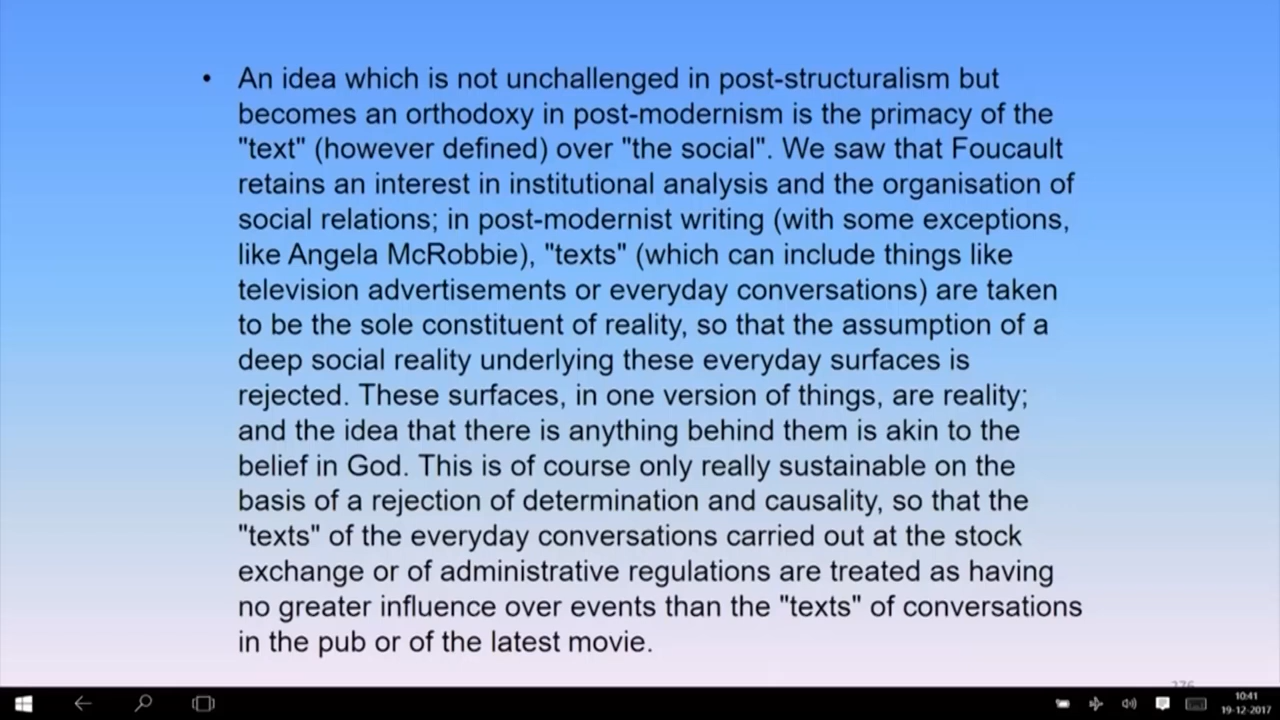 • An idea which is not unchallenged in post-structuralism but
becomes an orthodoxy in post-modernism is the primacy of the
"text" (however defined) over "the social". We saw that Foucault
retains an interest in institutional analysis and the organisation of
social relations; in post-modernist writing (with some exceptions,
like Angela McRobbie), "texts" (which can include things like
television advertisements or everyday conversations) are taken
to be the sole constituent of reality, so that the assumption of a
deep social reality underlying these everyday surfaces is
rejected. These surfaces, in one version of things, are reality;
and the idea that there is anything behind them is akin to the
belief in God. This is of course only really sustainable on the
basis of a rejection of determination and causality, so that the
"texts" of the everyday conversations carried out at the stock
exchange or of administrative regulations are treated as having
no greater influence over events than the "texts" of conversations
in the pub or of the latest movie.
10:41
19-12-2017